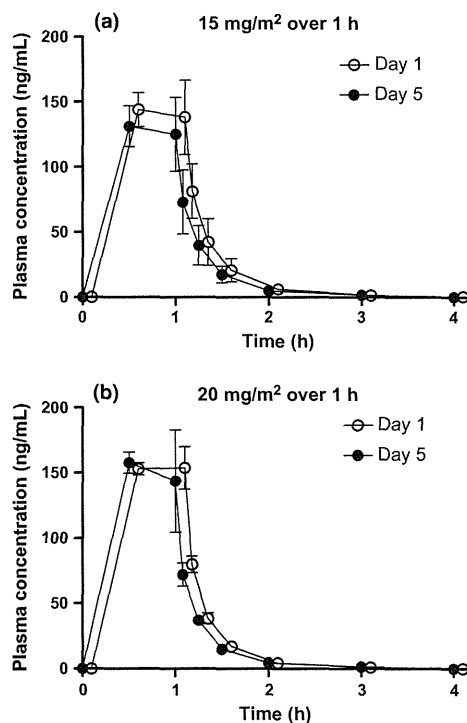 (a) 15 mg/m² over 1 h
200
150
100
50
0
Plasma concentration (ng/mL)
Day 1
Day 5
0 1 2 3 4
Time (h)
(b) 20 mg/m² over 1 h
200
150
100
50
0
Plasma concentration (ng/mL)
Day 1
Day 5
0 1 2 3 4
Time (h)